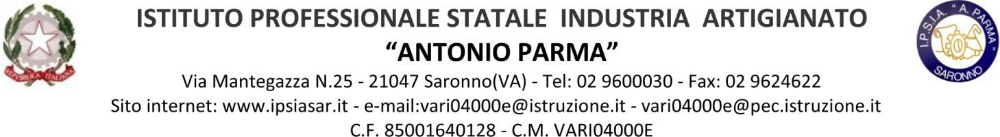 ISTITUTO PROFESSIONALE STATALE INDUSTRIA ARTIGIANATO
“ANTONIO PARMA”
Via Mantegazza N.25 - 21047 Saronno(VA) - Tel: 02 9600030 - Fax: 02 9624622
Sito internet: www.ipsiasar.it - e-mail:vari04000e@istruzione.it - vari04000e@pec.istruzione.it
C.F. 85001640128 - C.M. VARI04000E
REPVBBLICA ITALIANA
I.P.S.I.A. “A. PARMA”
SARONNO